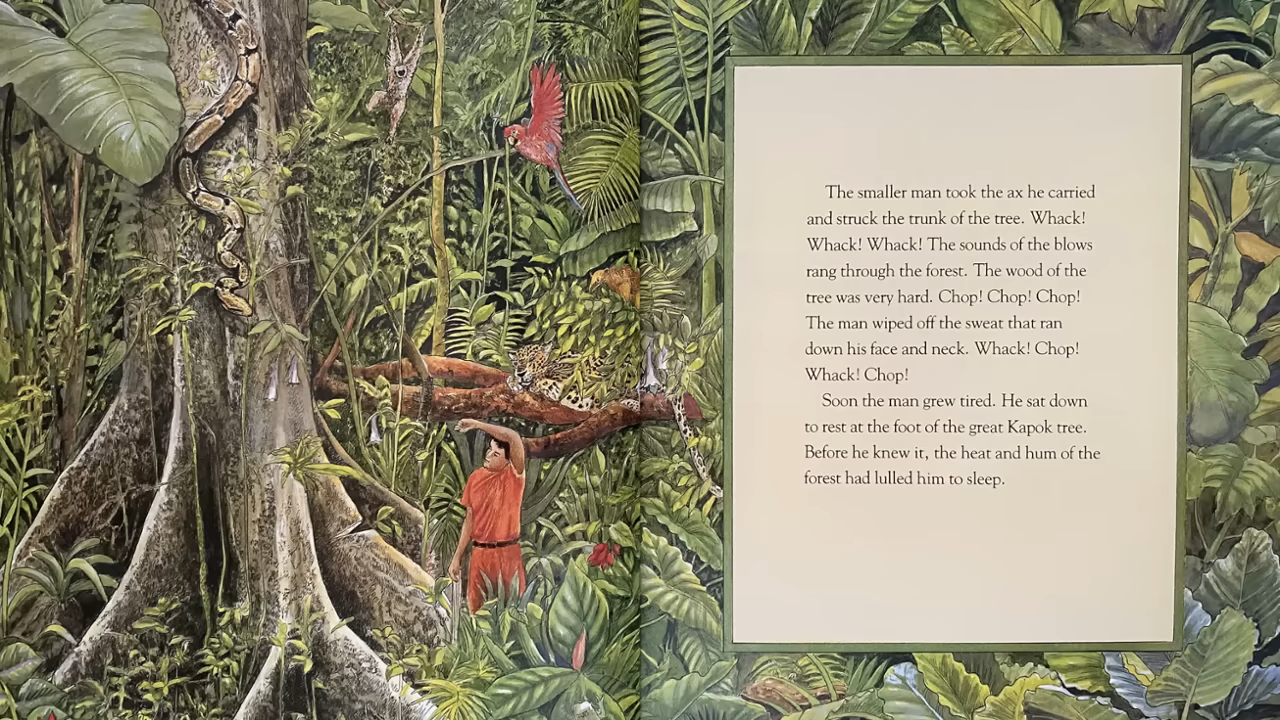 The smaller man took the ax he carried
and struck the trunk of the tree. Whack!
Whack! Whack! The sounds of the blows
rang through the forest. The wood of the
tree was very hard. Chop! Chop! Chop!
The man wiped off the sweat that ran
down his face and neck. Whack! Chop!
Whack! Chop!
Soon the man grew tired. He sat down
to rest at the foot of the great Kapok tree.
Before he knew it, the heat and hum of the
forest had lulled him to sleep.